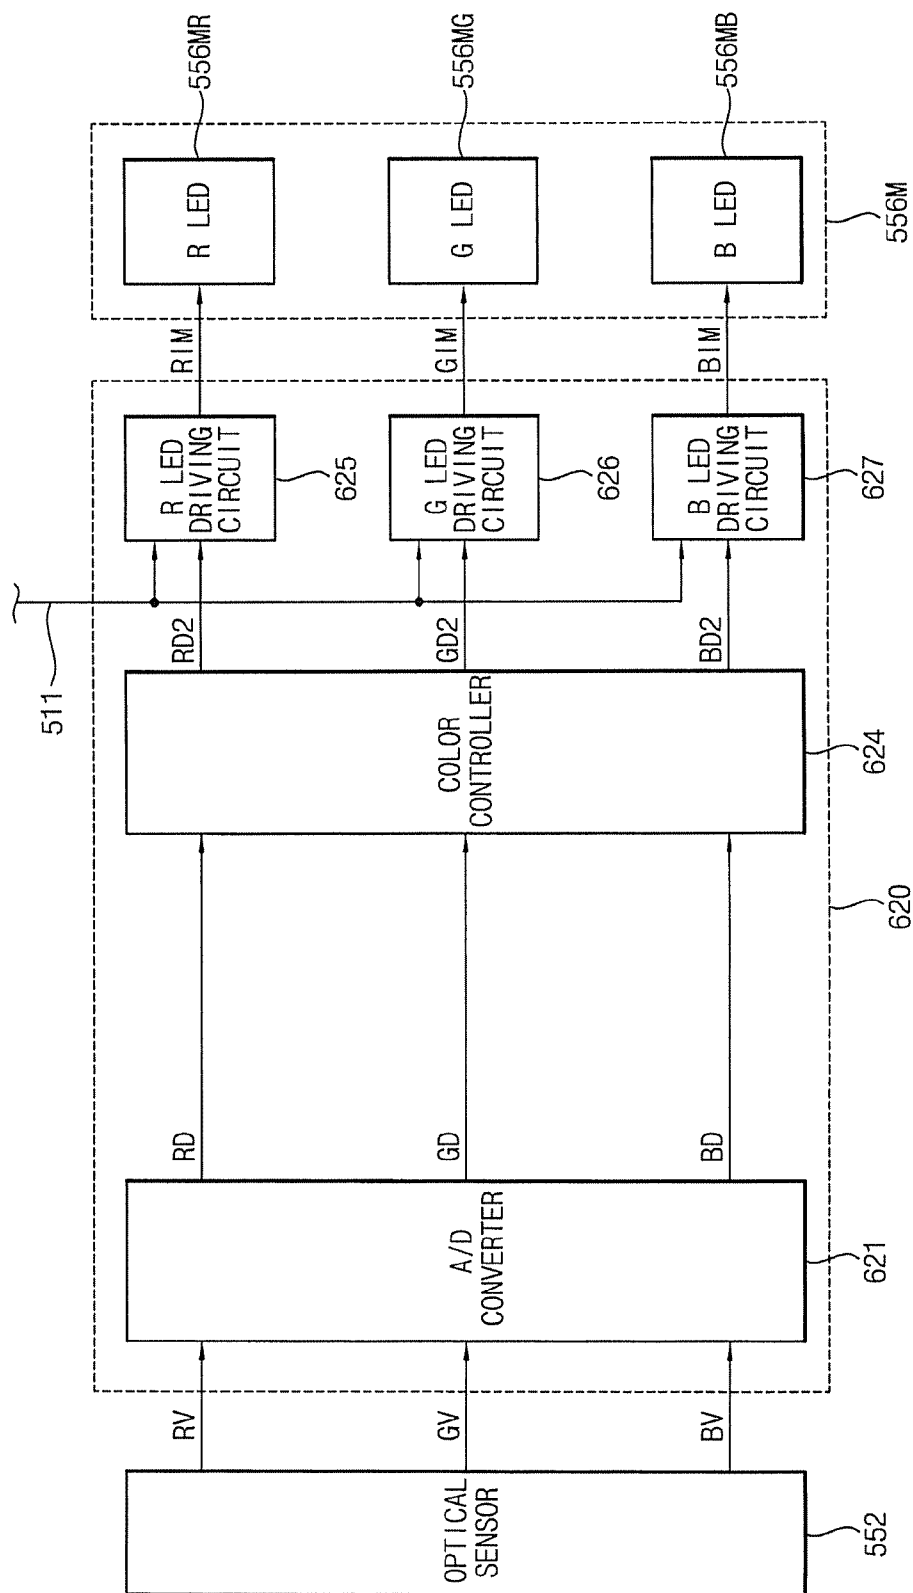 OPTICAL
SENSOR
552
RV
GV
BV
A/D
CONVERTER
621
RD
GD
BD
620
COLOR
CONTROLLER
624
RD2
GD2
BD2
511
R LED
DRIVING
CIRCUIT
625
G LED
DRIVING
CIRCUIT
626
B LED
DRIVING
CIRCUIT
627
RIM
GIM
BIM
R LED
G LED
B LED
556MR
556MG
556MB
556M